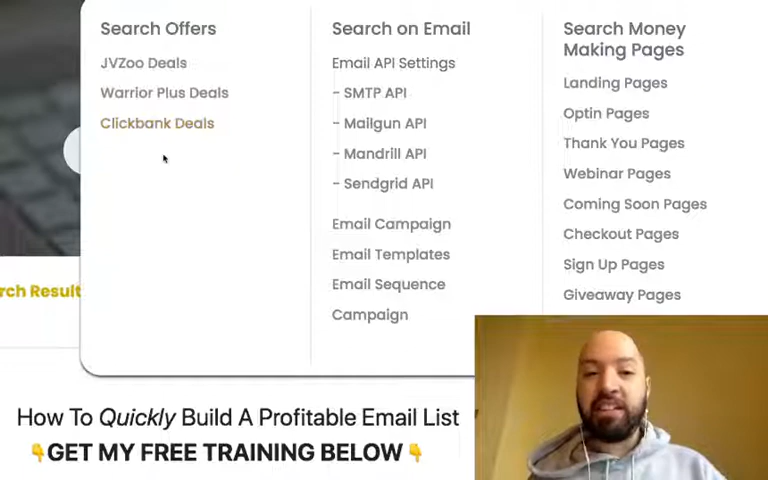 Search Offers
JVZoo Deals
Warrior Plus Deals
Clickbank Deals
Search on Email
Email API Settings
- SMTP API
- Mailgun API
- Mandrill API
- Sendgrid API
Email Campaign
Email Templates
Email Sequence
Campaign
Search Money
Making Pages
Landing Pages
Optin Pages
Thank You Pages
Webinar Pages
Coming Soon Pages
Checkout Pages
Sign Up Pages
Giveaway Pages
rch Result
How To Quickly Build A Profitable Email List
👇GET MY FREE TRAINING BELOW👇